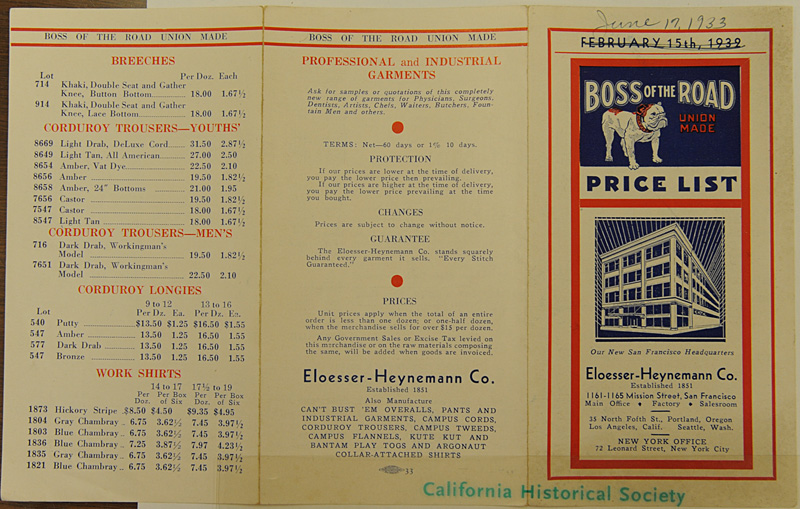 BOSS OF THE ROAD UNION MADE
BREECHES
Lot Per Doz. Each
714 Khaki, Double Seat and Gather
Knee, Button Bottom 18.00 1.67½
914 Khaki, Double Seat and Gather
Knee, Lace Bottom 18.00 1.67½
CORDUROY TROUSERS—YOUTHS'
8669 Light Drab, DeLuxe Cord 31.50 2.87½
8649 Light Tan, All American 27.00 2.50
8654 Amber, Vat Dye 22.50 2.10
8656 Amber 19.50 1.82½
8658 Amber, 24" Bottoms 21.00 1.95
7656 Castor 19.50 1.82½
7547 Castor 18.00 1.67½
8547 Light Tan 18.00 1.67½
CORDUROY TROUSERS—MEN'S
716 Dark Drab, Workingman's
Model 19.50 1.82½
7651 Dark Drab, Workingman's
Model 22.50 2.10
CORDUROY LONGIES
9 to 12 13 to 16
Lot Per Dz. Ea. Per Dz. Ea.
540 Putty $13.50 $1.25 $16.50 $1.55
547 Amber 13.50 1.25 16.50 1.55
577 Dark Drab 13.50 1.25 16.50 1.55
547 Bronze 13.50 1.25 16.50 1.55
WORK SHIRTS
14 to 17 17½ to 19
Per Per Box Per Per Box
Doz. of Six Doz. of Six
1873 Hickory Stripe $8.50 $4.50 $9.35 $4.95
1804 Gray Chambray 6.75 3.62½ 7.45 3.97½
1803 Blue Chambray 6.75 3.62½ 7.45 3.97½
1836 Blue Chambray 7.25 3.87½ 7.97 4.23½
1835 Gray Chambray 6.75 3.62½ 7.45 3.97½
1821 Blue Chambray 6.75 3.62½ 7.45 3.97½
BOSS OF THE ROAD UNION MADE
PROFESSIONAL and INDUSTRIAL
GARMENTS
Ask for samples or quotations of this completely
new range of garments for Physicians, Surgeons,
Dentists, Artists, Chefs, Waiters, Butchers, Foun-
tain Men and others.
TERMS: Net—60 days or 1% 10 days.
PROTECTION
If our prices are lower at the time of delivery,
you pay the lower price then prevailing.
If our prices are higher at the time of delivery,
you pay the lower price prevailing at the time
you bought.
CHANGES
Prices are subject to change without notice.
GUARANTEE
The Eloesser-Heynemann Co. stands squarely
behind every garment it sells. "Every Stitch
Guaranteed."
PRICES
Unit prices apply when the total of an entire
order is less than one dozen; or one-half dozen,
when the merchandise sells for over $15 per dozen.
Any Government Sales or Excise Tax levied on
this merchandise or on the raw materials composing
the same, will be added when goods are invoiced.
Eloesser-Heynemann Co.
Established 1851
Also Manufacture
CAN'T BUST 'EM OVERALLS, PANTS AND
INDUSTRIAL GARMENTS, CAMPUS CORDS,
CORDUROY TROUSERS, CAMPUS TWEEDS,
CAMPUS FLANNELS, KUTE KUT AND
BANTAM PLAY TOGS AND ARGONAUT
COLLAR-ATTACHED SHIRTS
33
June 17, 1933
FEBRUARY 15th, 1932
BOSS OF THE ROAD
UNION
MADE
PRICE LIST
Our New San Francisco Headquarters
Eloesser-Heynemann Co.
Established 1851
1161-1165 Mission Street, San Francisco
Main Office • Factory • Salesroom
35 North Fofth St., Portland, Oregon
Los Angeles, Calif. Seattle, Wash.
NEW YORK OFFICE
72 Leonard Street, New York City
California Historical Society